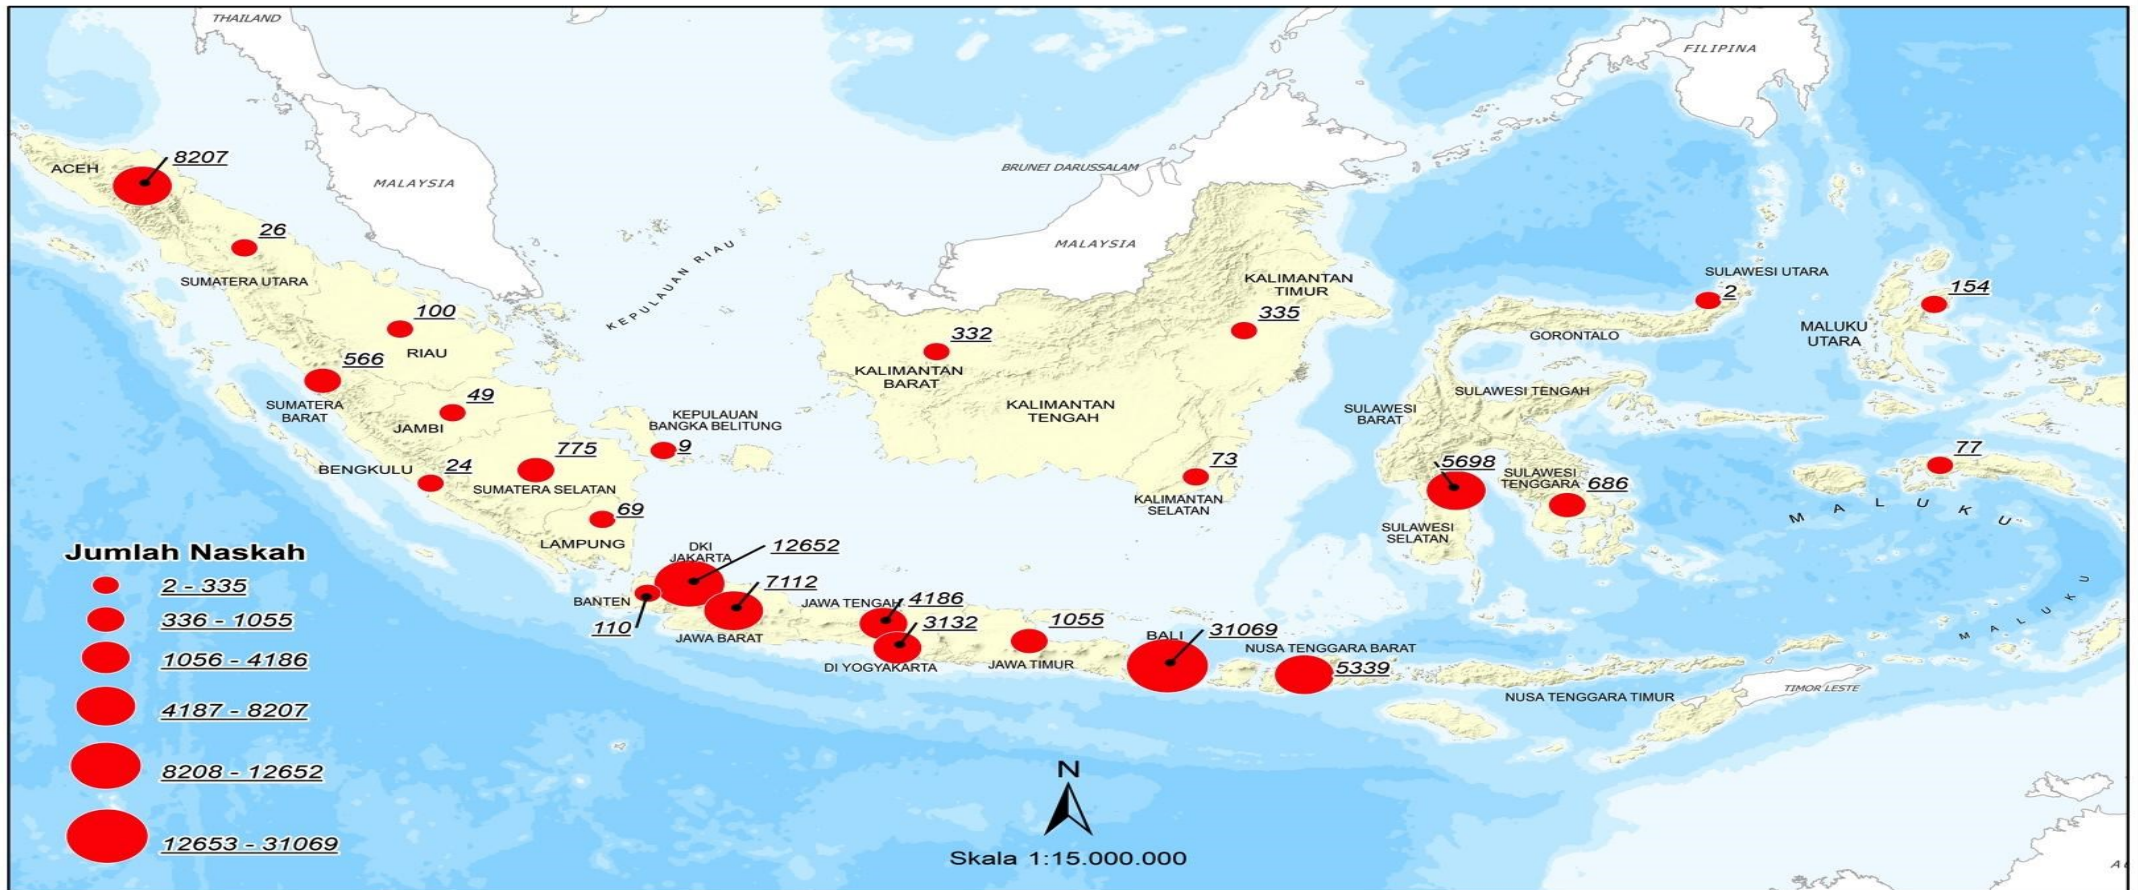 THAILAND
FILIPINA
ACEH
8207
MALAYSIA
BRUNEI DARUSSALAM
26
SUMATERA UTARA
KEPULAUAN RIAU
MALAYSIA
KALIMANTAN
TIMUR
335
SULAWESI UTARA
2
154
100
RIAU
332
KALIMANTAN
BARAT
GORONTALO
MALUKU
UTARA
566
SUMATERA
BARAT
49
JAMBI
KEPULAUAN
BANGKA BELITUNG
9
KALIMANTAN
TENGAH
SULAWESI TENGAH
SULAWESI
BARAT
BENGKULU
24
775
SUMATERA SELATAN
73
KALIMANTAN
SELATAN
5698
SULAWESI
TENGGARA
686
77
MALUKU
69
LAMPUNG
SULAWESI
SELATAN
DKI
JAKARTA
12652
BANTEN
110
7112
JAWA BARAT
JAWA TENGAH
4186
3132
DI YOGYAKARTA
1055
JAWA TIMUR
BALI
31069
NUSA TENGGARA BARAT
5339
NUSA TENGGARA TIMUR
TIMOR LESTE
MALUKU
Jumlah Naskah
2 - 335
336 - 1055
1056 - 4186
4187 - 8207
8208 - 12652
12653 - 31069
N
Skala 1:15.000.000